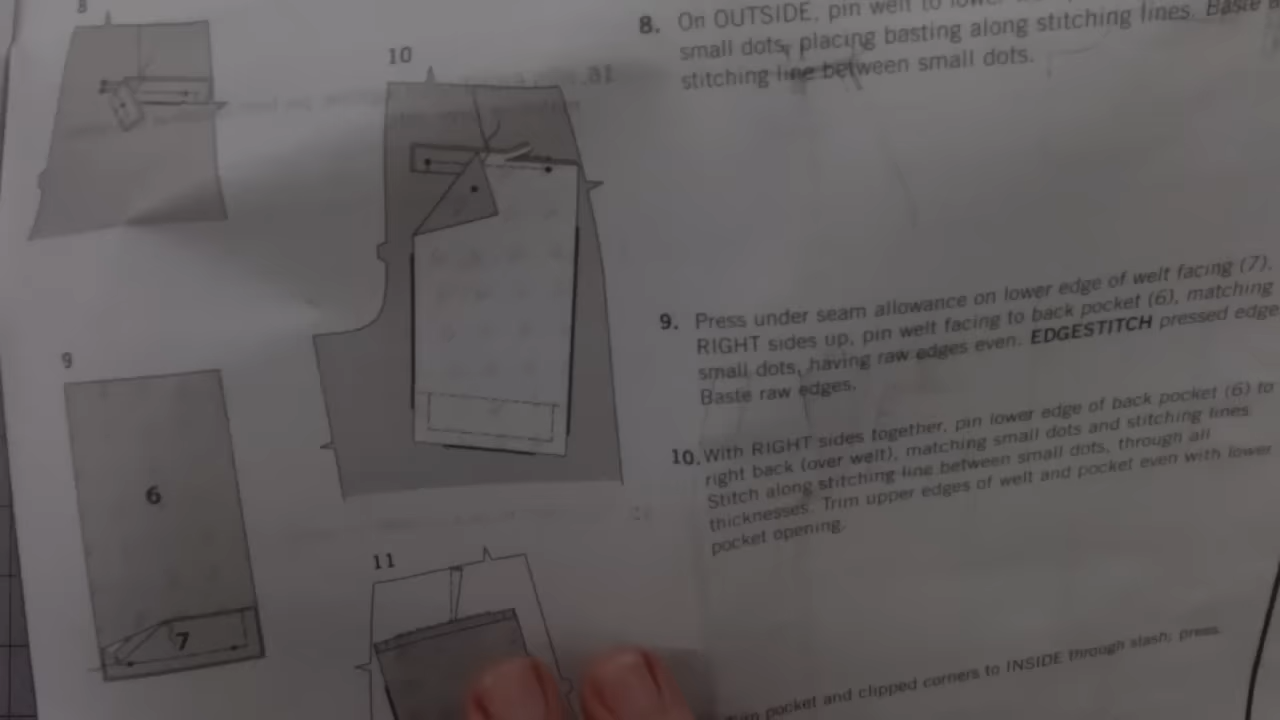 8
10
8. On OUTSIDE, pin welt to
small dots, placing basting along stitching lines. Baste
stitching line between small dots.
9
9. Press under seam allowance on lower edge of welt facing (7).
RIGHT sides up, pin welt facing to back pocket (6), matching
small dots, having raw edges even. EDGESTITCH pressed edge
Baste raw edges.
6
7
10. With RIGHT sides together, pin lower edge of back pocket (6) to
right back (over welt), matching small dots and stitching lines
Stitch along stitching line between small dots, through all
thicknesses. Trim upper edges of welt and pocket even with lower
pocket opening.
11
pocket and clipped corners to INSIDE through slash; press.